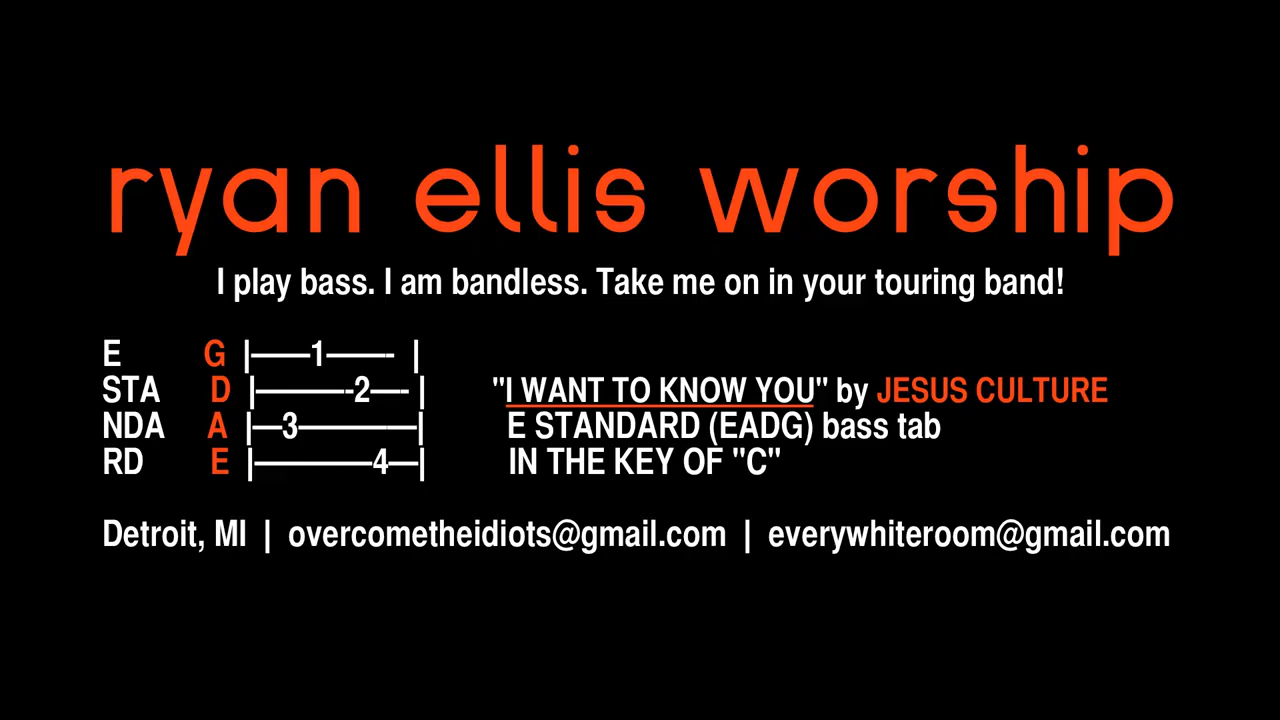 ryan ellis worship
I play bass. I am bandless. Take me on in your touring band!
E G |——1——- |
STA D |———-2—- | "I WANT TO KNOW YOU" by JESUS CULTURE
NDA A |—3————| E STANDARD (EADG) bass tab
RD E |————4—| IN THE KEY OF "C"
Detroit, MI | overcometheidiots@gmail.com | everywhiteroom@gmail.com